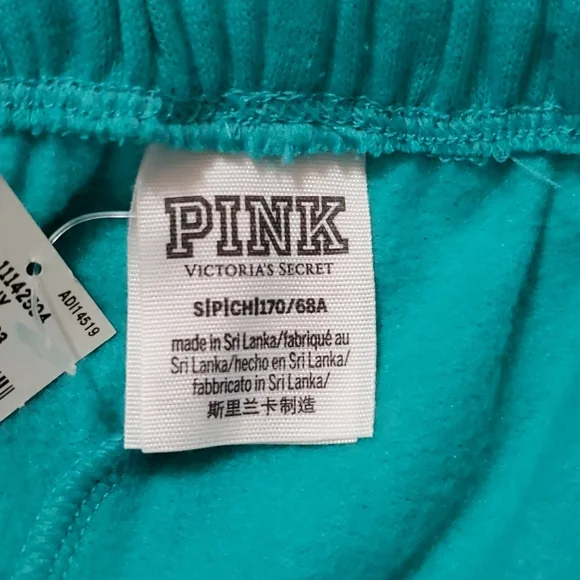 PINK
VICTORIA'S SECRET
S|P|CH|170/68A
made in Sri Lanka/fabriqué au
Sri Lanka/hecho en Sri Lanka/
fabbricato in Sri Lanka/
斯里兰卡制造
ADI14519